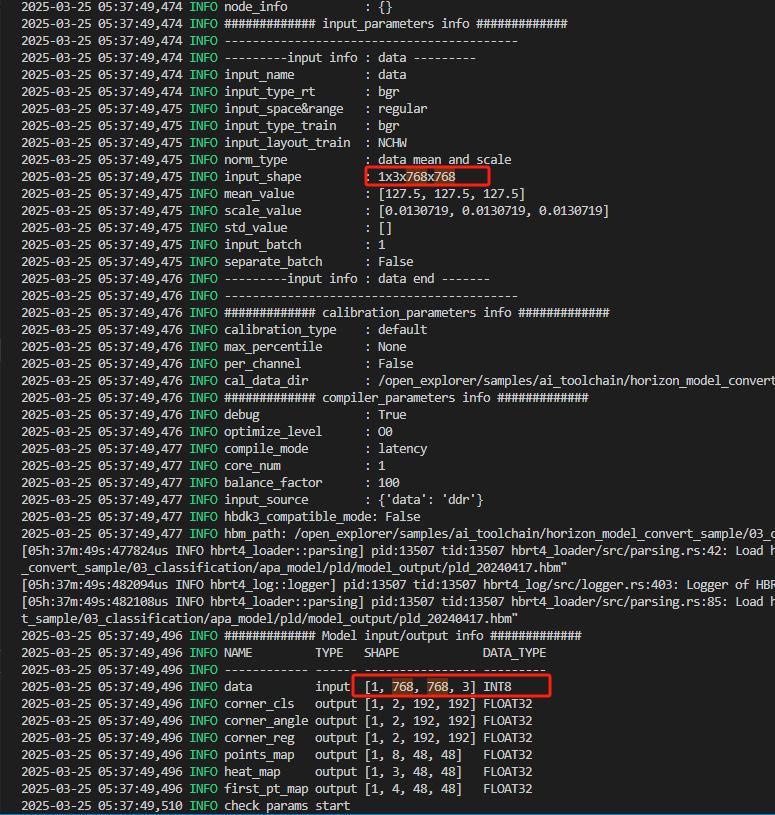 2025-03-25 05:37:49,474 INFO node_info : {}
2025-03-25 05:37:49,474 INFO ############# input_parameters info #############
2025-03-25 05:37:49,474 INFO ------------------------------------------
2025-03-25 05:37:49,474 INFO ---------input info : data ---------
2025-03-25 05:37:49,474 INFO input_name : data
2025-03-25 05:37:49,474 INFO input_type_rt : bgr
2025-03-25 05:37:49,475 INFO input_space&range : regular
2025-03-25 05:37:49,475 INFO input_type_train : bgr
2025-03-25 05:37:49,475 INFO input_layout_train : NCHW
2025-03-25 05:37:49,475 INFO norm_type : data_mean_and_scale
2025-03-25 05:37:49,475 INFO input_shape : 1x3x768x768
2025-03-25 05:37:49,475 INFO mean_value : [127.5, 127.5, 127.5]
2025-03-25 05:37:49,475 INFO scale_value : [0.0130719, 0.0130719, 0.0130719]
2025-03-25 05:37:49,475 INFO std_value : []
2025-03-25 05:37:49,475 INFO input_batch : 1
2025-03-25 05:37:49,476 INFO separate_batch : False
2025-03-25 05:37:49,476 INFO ---------input info : data end -------
2025-03-25 05:37:49,476 INFO ------------------------------------------
2025-03-25 05:37:49,476 INFO ############# calibration_parameters info #############
2025-03-25 05:37:49,476 INFO calibration_type : default
2025-03-25 05:37:49,476 INFO max_percentile : None
2025-03-25 05:37:49,476 INFO per_channel : False
2025-03-25 05:37:49,476 INFO cal_data_dir : /open_explorer/samples/ai_toolchain/horizon_model_convert
2025-03-25 05:37:49,476 INFO ############# compiler_parameters info #############
2025-03-25 05:37:49,476 INFO debug : True
2025-03-25 05:37:49,476 INFO optimize_level : O0
2025-03-25 05:37:49,477 INFO compile_mode : latency
2025-03-25 05:37:49,477 INFO core_num : 1
2025-03-25 05:37:49,477 INFO balance_factor : 100
2025-03-25 05:37:49,477 INFO input_source : {'data': 'ddr'}
2025-03-25 05:37:49,477 INFO hbdk3_compatible_mode: False
2025-03-25 05:37:49,477 INFO hbm_path: /open_explorer/samples/ai_toolchain/horizon_model_convert_sample/03_c
[05h:37m:49s:477824us INFO hbrt4_loader::parsing] pid:13507 tid:13507 hbrt4_loader/src/parsing.rs:42: Load h
_convert_sample/03_classification/apa_model/pld/model_output/pld_20240417.hbm"
[05h:37m:49s:482094us INFO hbrt4_log::logger] pid:13507 tid:13507 hbrt4_log/src/logger.rs:403: Logger of HBR
[05h:37m:49s:482108us INFO hbrt4_loader::parsing] pid:13507 tid:13507 hbrt4_loader/src/parsing.rs:85: Load h
t_sample/03_classification/apa_model/pld/model_output/pld_20240417.hbm"
2025-03-25 05:37:49,496 INFO ############# Model input/output info #############
2025-03-25 05:37:49,496 INFO NAME TYPE SHAPE DATA_TYPE
2025-03-25 05:37:49,496 INFO ------------ ------ ---------------- ---------
2025-03-25 05:37:49,496 INFO data input [1, 768, 768, 3] INT8
2025-03-25 05:37:49,496 INFO corner_cls output [1, 2, 192, 192] FLOAT32
2025-03-25 05:37:49,496 INFO corner_angle output [1, 2, 192, 192] FLOAT32
2025-03-25 05:37:49,496 INFO corner_reg output [1, 2, 192, 192] FLOAT32
2025-03-25 05:37:49,496 INFO points_map output [1, 8, 48, 48] FLOAT32
2025-03-25 05:37:49,496 INFO heat_map output [1, 3, 48, 48] FLOAT32
2025-03-25 05:37:49,496 INFO first_pt_map output [1, 4, 48, 48] FLOAT32
2025-03-25 05:37:49,510 INFO check params start